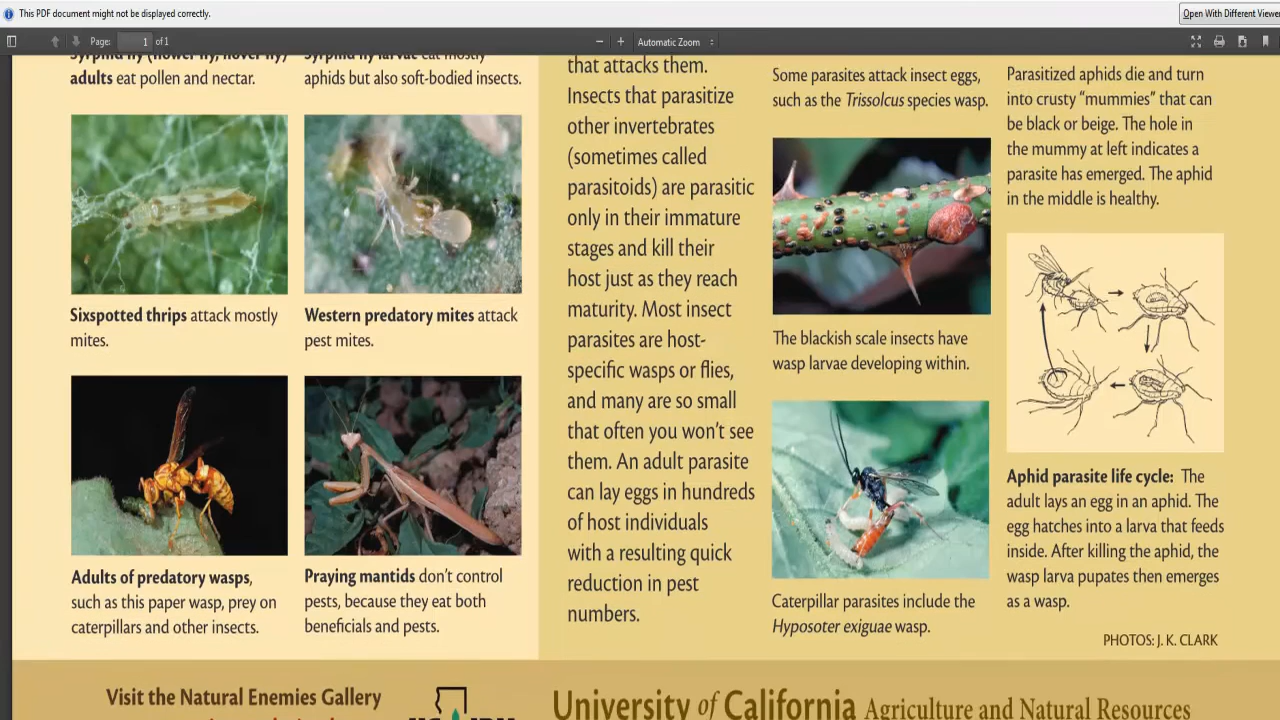 This PDF document might not be displayed correctly.
Open With Different Viewer
Page: 1 of 1
Automatic Zoom
Syrphid fly (flower fly, hover fly)
adults eat pollen and nectar.
Syrphid fly larvae eat mostly
aphids but also soft-bodied insects.
Sixspotted thrips attack mostly
mites.
Western predatory mites attack
pest mites.
Adults of predatory wasps,
such as this paper wasp, prey on
caterpillars and other insects.
Praying mantids don't control
pests, because they eat both
beneficials and pests.
that attacks them.
Insects that parasitize
other invertebrates
(sometimes called
parasitoids) are parasitic
only in their immature
stages and kill their
host just as they reach
maturity. Most insect
parasites are host-
specific wasps or flies,
and many are so small
that often you won't see
them. An adult parasite
can lay eggs in hundreds
of host individuals
with a resulting quick
reduction in pest
numbers.
Some parasites attack insect eggs,
such as the Trissolcus species wasp.
The blackish scale insects have
wasp larvae developing within.
Caterpillar parasites include the
Hyposoter exiguae wasp.
Parasitized aphids die and turn
into crusty “mummies” that can
be black or beige. The hole in
the mummy at left indicates a
parasite has emerged. The aphid
in the middle is healthy.
Aphid parasite life cycle: The
adult lays an egg in an aphid. The
egg hatches into a larva that feeds
inside. After killing the aphid, the
wasp larva pupates then emerges
as a wasp.
PHOTOS: J. K. CLARK
Visit the Natural Enemies Gallery
University of California Agriculture and Natural Resources